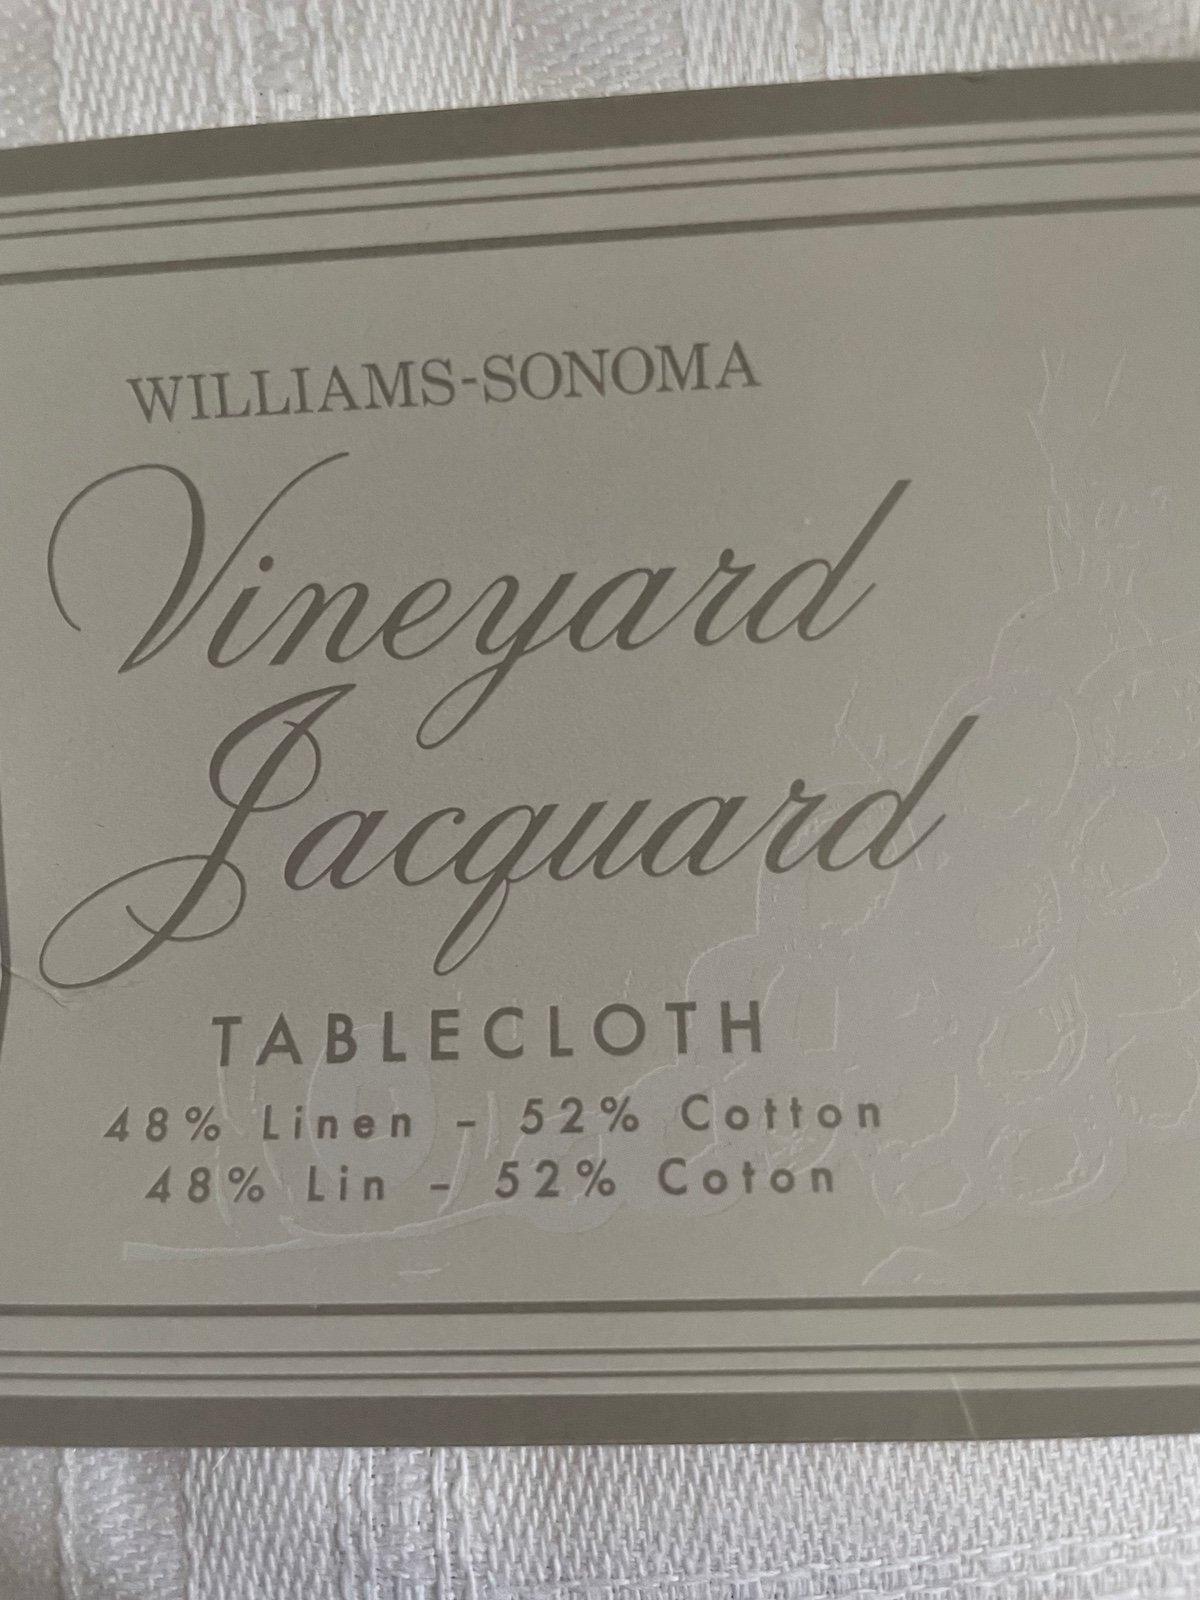 WILLIAMS-SONOMA
Vineyard
Jacquard
TABLECLOTH
48% Linen - 52% Cotton
48% Lin - 52% Coton